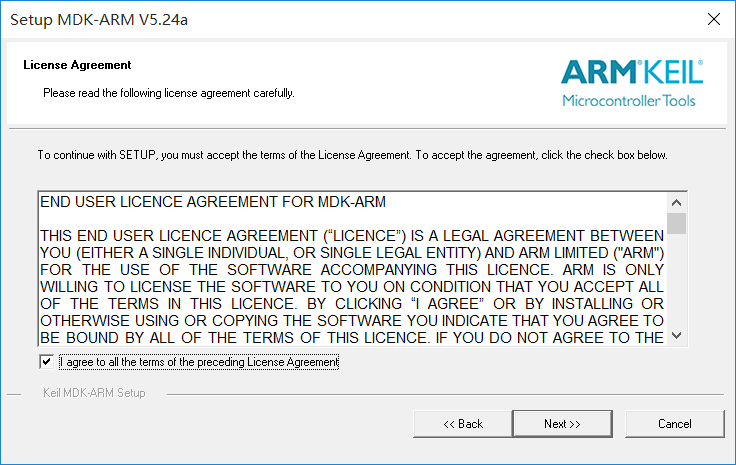 Setup MDK-ARM V5.24a
License Agreement
Please read the following license agreement carefully.
ARM KEIL
Microcontroller Tools
To continue with SETUP, you must accept the terms of the License Agreement. To accept the agreement, click the check box below.
END USER LICENCE AGREEMENT FOR MDK-ARM
THIS END USER LICENCE AGREEMENT (“LICENCE”) IS A LEGAL AGREEMENT BETWEEN
YOU (EITHER A SINGLE INDIVIDUAL, OR SINGLE LEGAL ENTITY) AND ARM LIMITED ("ARM")
FOR THE USE OF THE SOFTWARE ACCOMPANYING THIS LICENCE. ARM IS ONLY
WILLING TO LICENSE THE SOFTWARE TO YOU ON CONDITION THAT YOU ACCEPT ALL
OF THE TERMS IN THIS LICENCE. BY CLICKING “I AGREE” OR BY INSTALLING OR
OTHERWISE USING OR COPYING THE SOFTWARE YOU INDICATE THAT YOU AGREE TO
BE BOUND BY ALL OF THE TERMS OF THIS LICENCE. IF YOU DO NOT AGREE TO THE
I agree to all the terms of the preceding License Agreement
Keil MDK-ARM Setup
<< Back
Next >>
Cancel